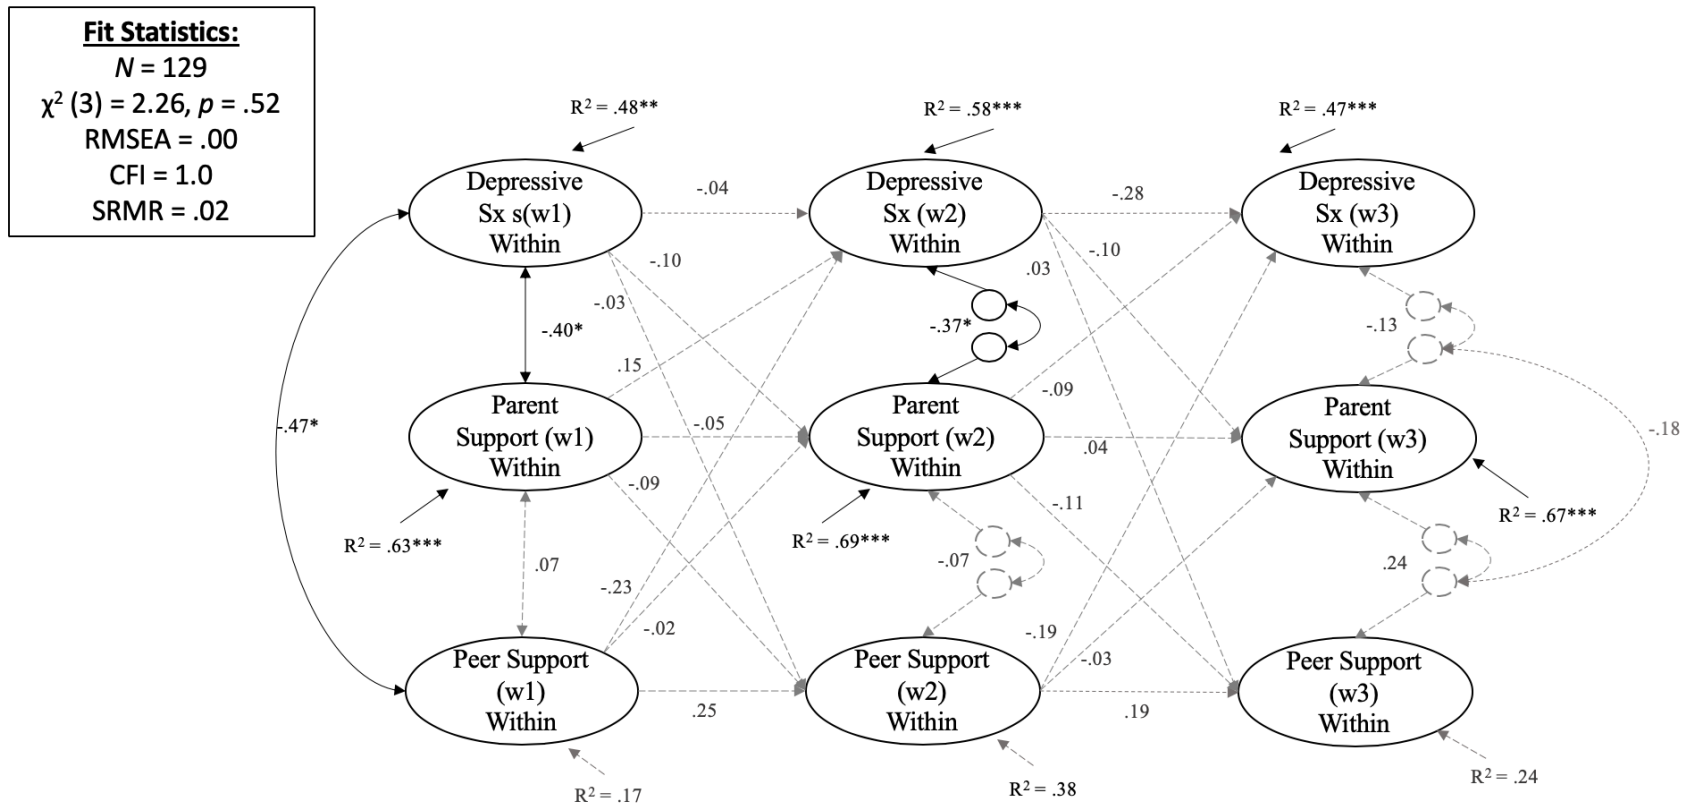 Fit Statistics:
N = 129
χ² (3) = 2.26, p = .52
RMSEA = .00
CFI = 1.0
SRMR = .02
R² = .48**
R² = .58***
R² = .47***
Depressive
Sx s(w1)
Within
-.04
Depressive
Sx (w2)
Within
-.28
Depressive
Sx (w3)
Within
-.10
-.03
.15
-.40*
-.47*
-.10
.03
-.37*
-.09
-.13
-.18
Parent
Support (w1)
Within
-.05
-.09
Parent
Support (w2)
Within
.04
-.11
Parent
Support (w3)
Within
R² = .63***
R² = .69***
R² = .67***
.07
-.23
-.02
-.07
-.19
-.03
.24
Peer Support
(w1)
Within
.25
Peer Support
(w2)
Within
.19
Peer Support
(w3)
Within
R² = .17
R² = .38
R² = .24